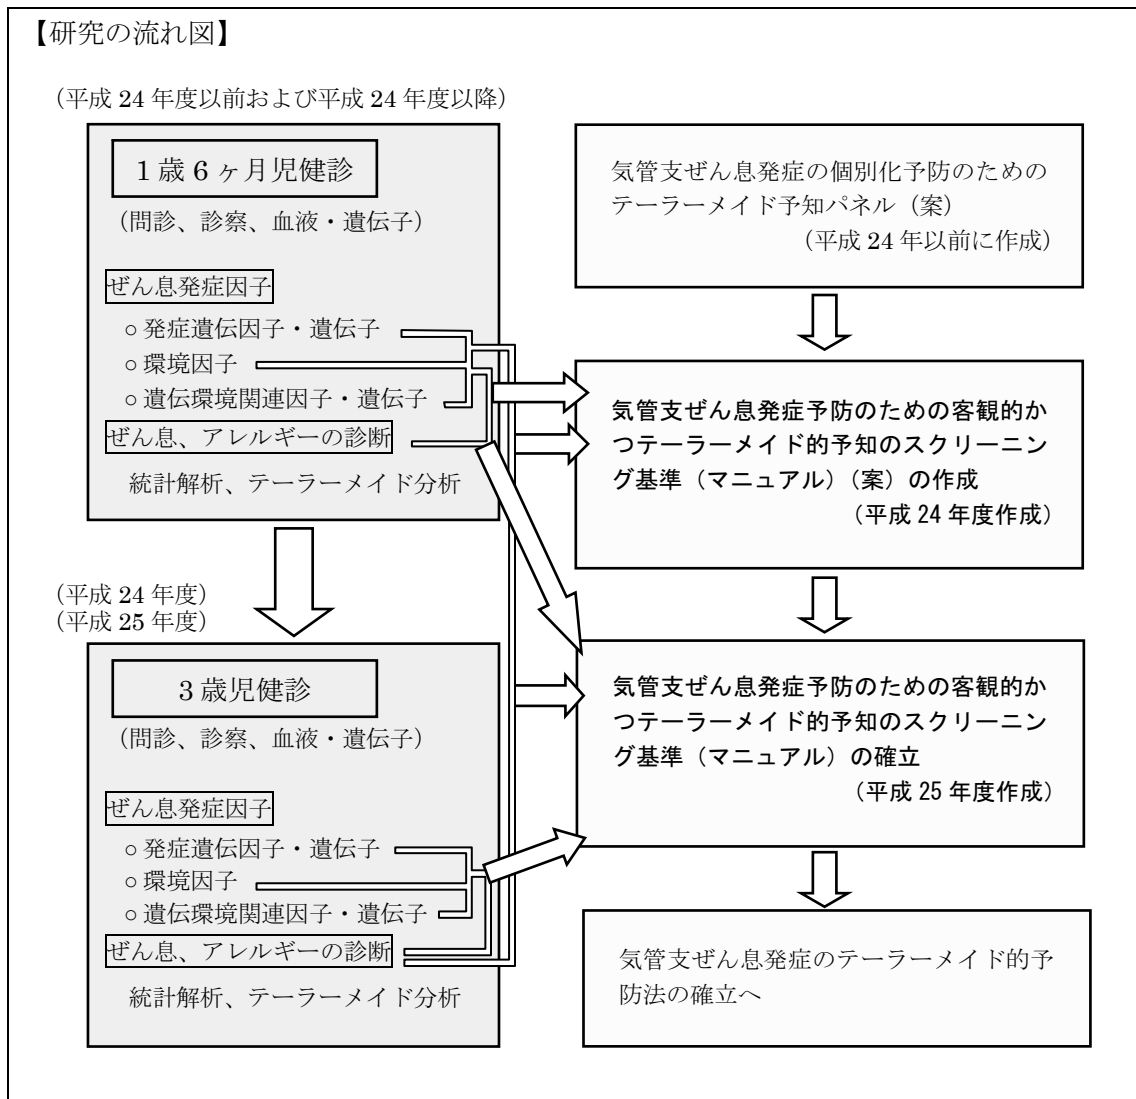 【研究の流れ図】
（平成 24 年度以前および平成 24 年度以降）
1 歳 6 ヶ月児健診
（問診、診察、血液・遺伝子）
ぜん息発症因子
○ 発症遺伝因子・遺伝子
○ 環境因子
○ 遺伝環境関連因子・遺伝子
ぜん息、アレルギーの診断
統計解析、テーラーメイド分析
（平成 24 年度）
（平成 25 年度）
3 歳児健診
（問診、診察、血液・遺伝子）
ぜん息発症因子
○ 発症遺伝因子・遺伝子
○ 環境因子
○ 遺伝環境関連因子・遺伝子
ぜん息、アレルギーの診断
統計解析、テーラーメイド分析
気管支ぜん息発症の個別化予防のための
テーラーメイド予知パネル（案）
（平成 24 年以前に作成）
気管支ぜん息発症予防のための客観的か
つテーラーメイド的予知のスクリーニン
グ基準（マニュアル）（案）の作成
（平成 24 年度作成）
気管支ぜん息発症予防のための客観的か
つテーラーメイド的予知のスクリーニン
グ基準（マニュアル）の確立
（平成 25 年度作成）
気管支ぜん息発症のテーラーメイド的予
防法の確立へ